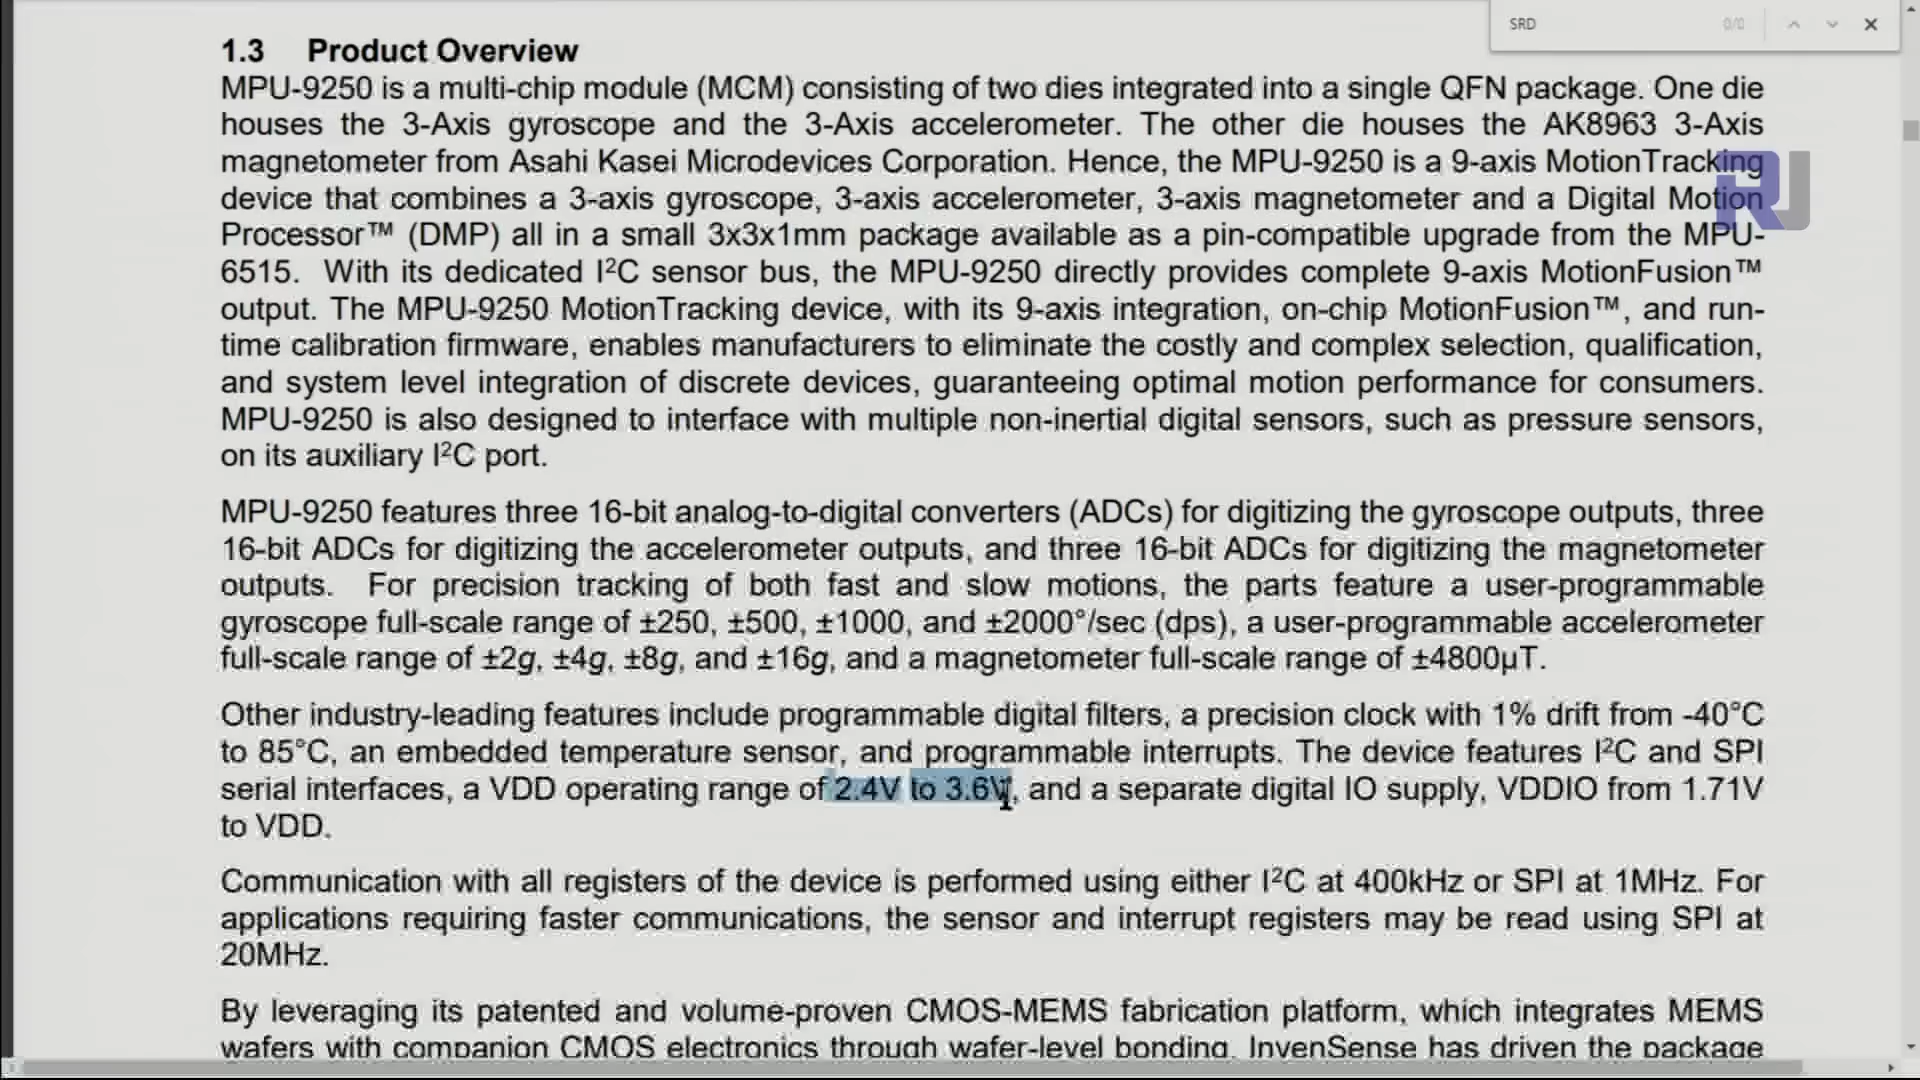 SRD 0/0
1.3 Product Overview
MPU-9250 is a multi-chip module (MCM) consisting of two dies integrated into a single QFN package. One die
houses the 3-Axis gyroscope and the 3-Axis accelerometer. The other die houses the AK8963 3-Axis
magnetometer from Asahi Kasei Microdevices Corporation. Hence, the MPU-9250 is a 9-axis MotionTracking
device that combines a 3-axis gyroscope, 3-axis accelerometer, 3-axis magnetometer and a Digital Motion
Processor™ (DMP) all in a small 3x3x1mm package available as a pin-compatible upgrade from the MPU-
6515. With its dedicated I²C sensor bus, the MPU-9250 directly provides complete 9-axis MotionFusion™
output. The MPU-9250 MotionTracking device, with its 9-axis integration, on-chip MotionFusion™, and run-
time calibration firmware, enables manufacturers to eliminate the costly and complex selection, qualification,
and system level integration of discrete devices, guaranteeing optimal motion performance for consumers.
MPU-9250 is also designed to interface with multiple non-inertial digital sensors, such as pressure sensors,
on its auxiliary I²C port.
MPU-9250 features three 16-bit analog-to-digital converters (ADCs) for digitizing the gyroscope outputs, three
16-bit ADCs for digitizing the accelerometer outputs, and three 16-bit ADCs for digitizing the magnetometer
outputs. For precision tracking of both fast and slow motions, the parts feature a user-programmable
gyroscope full-scale range of ±250, ±500, ±1000, and ±2000°/sec (dps), a user-programmable accelerometer
full-scale range of ±2g, ±4g, ±8g, and ±16g, and a magnetometer full-scale range of ±4800µT.
Other industry-leading features include programmable digital filters, a precision clock with 1% drift from -40°C
to 85°C, an embedded temperature sensor, and programmable interrupts. The device features I²C and SPI
serial interfaces, a VDD operating range of 2.4V to 3.6V, and a separate digital IO supply, VDDIO from 1.71V
to VDD.
Communication with all registers of the device is performed using either I²C at 400kHz or SPI at 1MHz. For
applications requiring faster communications, the sensor and interrupt registers may be read using SPI at
20MHz.
By leveraging its patented and volume-proven CMOS-MEMS fabrication platform, which integrates MEMS
wafers with companion CMOS electronics through wafer-level bonding, InvenSense has driven the package
RJ